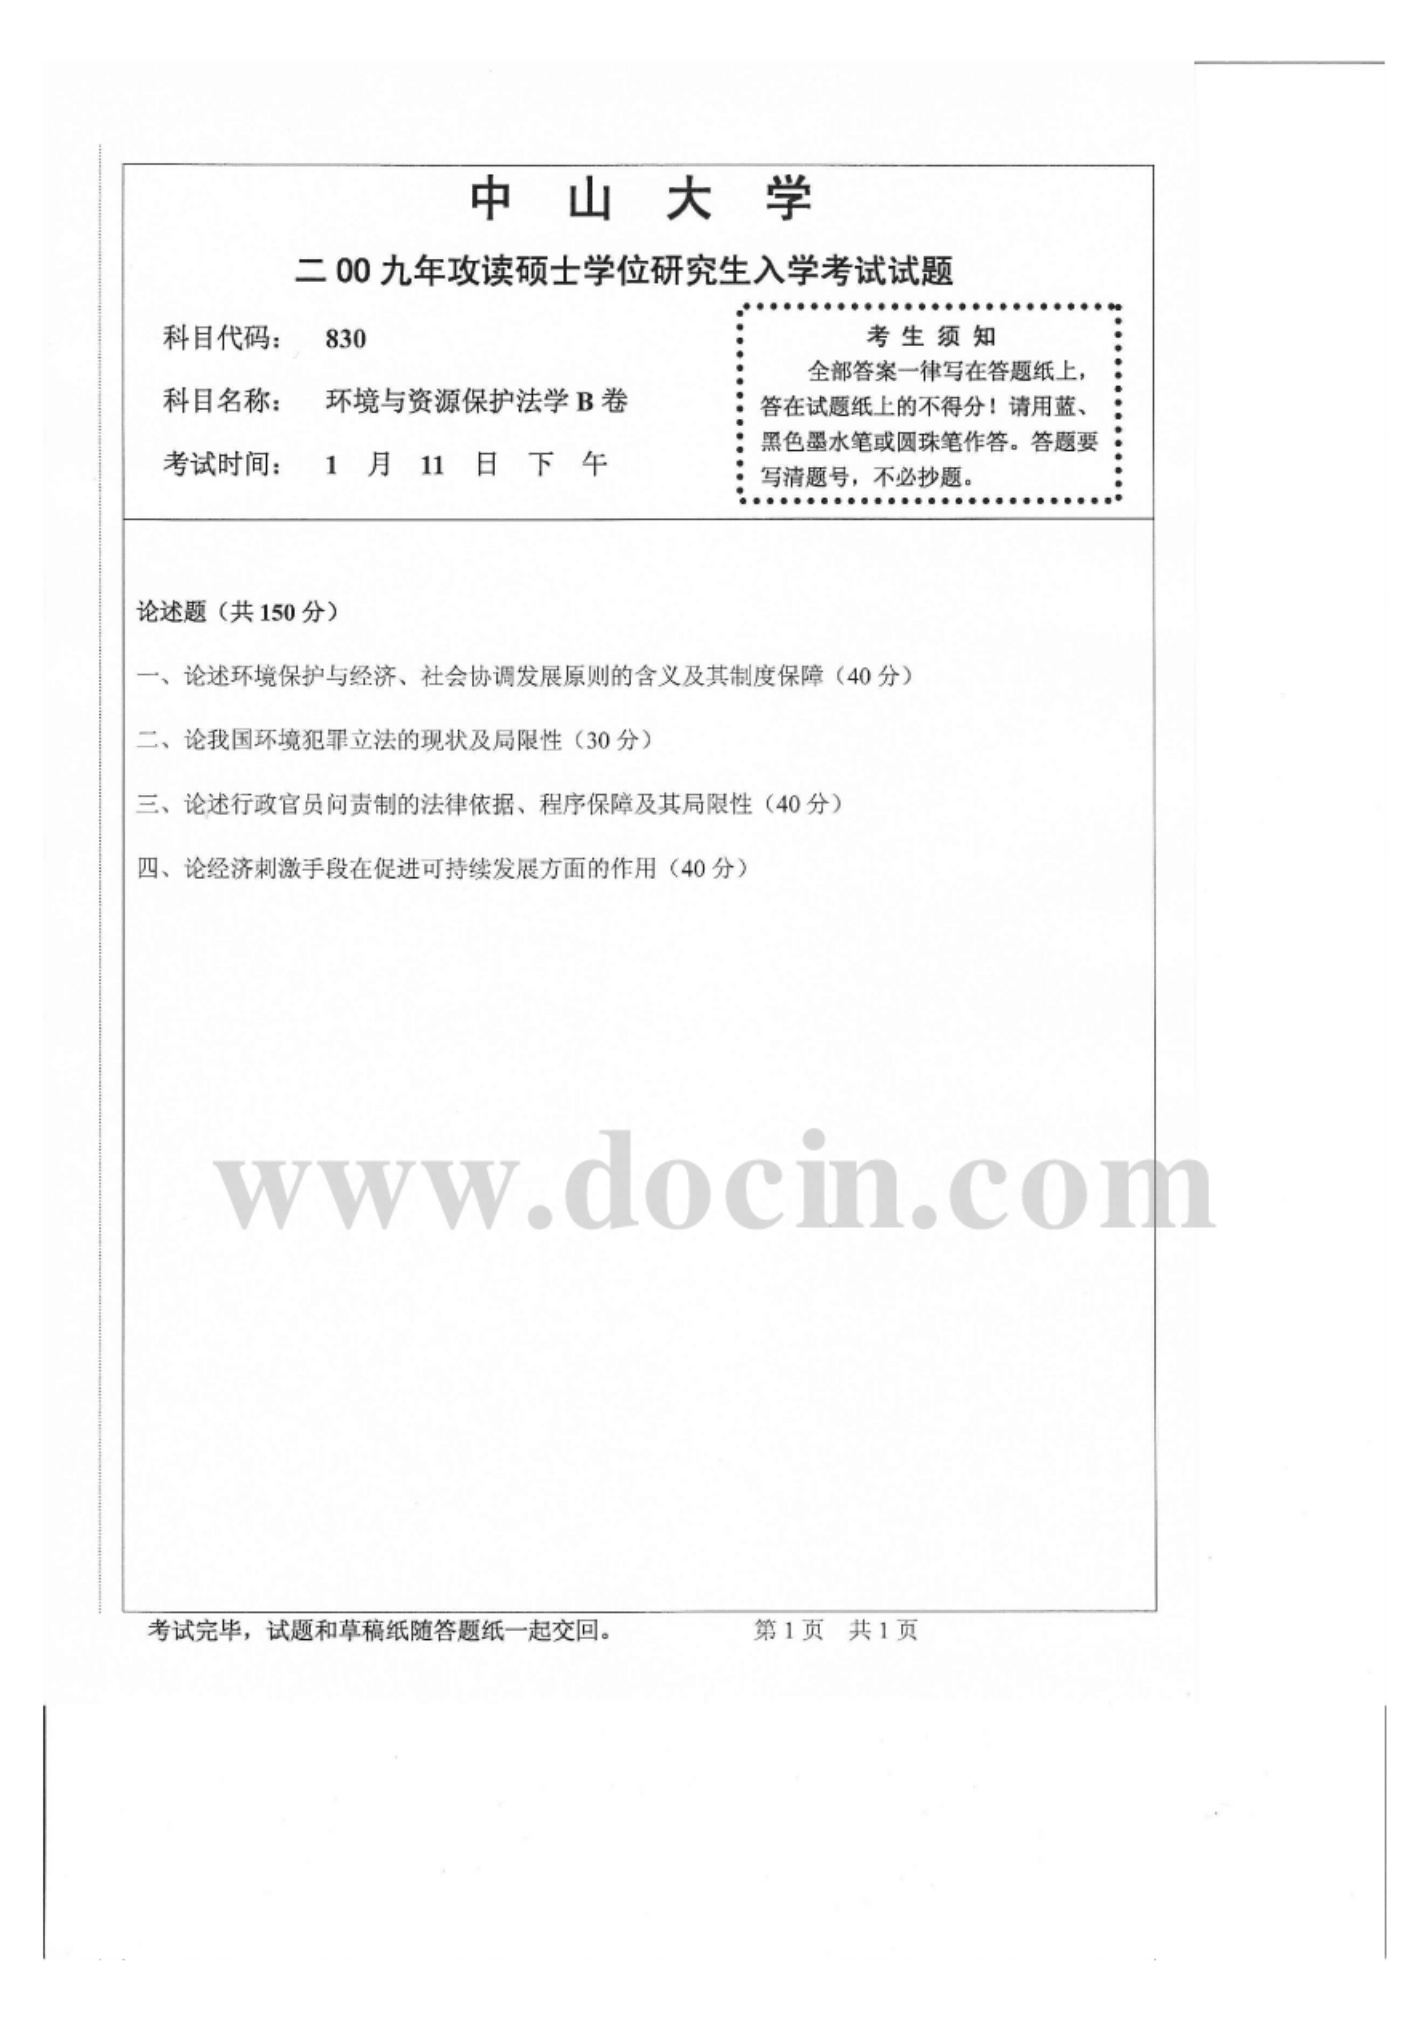 中 山 大 学
二00九年攻读硕士学位研究生入学考试试题
科目代码： 830
科目名称： 环境与资源保护法学 B 卷
考试时间： 1 月 11 日 下 午
考 生 须 知
全部答案一律写在答题纸上，
答在试题纸上的不得分！请用蓝、
黑色墨水笔或圆珠笔作答。答题要
写清题号，不必抄题。
论述题（共 150 分）
一、论述环境保护与经济、社会协调发展原则的含义及其制度保障（40 分）
二、论我国环境犯罪立法的现状及局限性（30 分）
三、论述行政官员问责制的法律依据、程序保障及其局限性（40 分）
四、论经济刺激手段在促进可持续发展方面的作用（40 分）
www.docin.com
考试完毕，试题和草稿纸随答题纸一起交回。 第 1 页 共 1 页